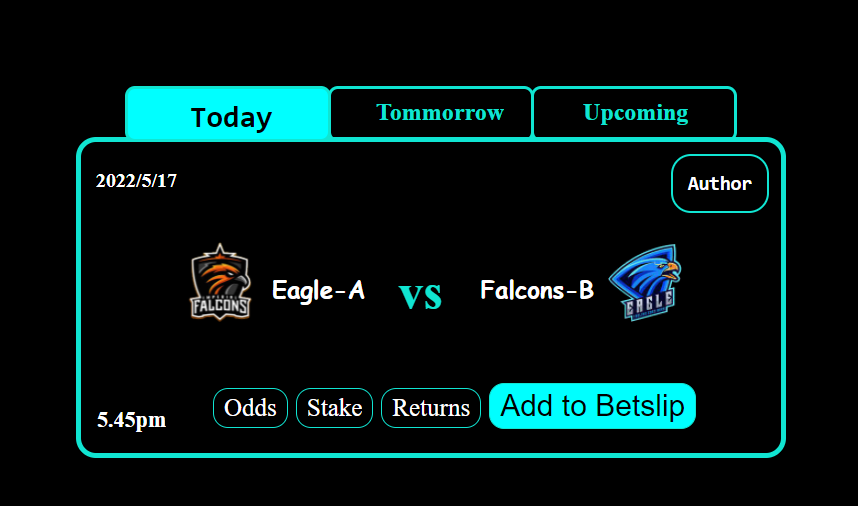 Today
Tommorrow
Upcoming
2022/5/17
Author
FALCONS
Eagle-A
vs
Falcons-B
EAGLE
5.45pm
Odds
Stake
Returns
Add to Betslip